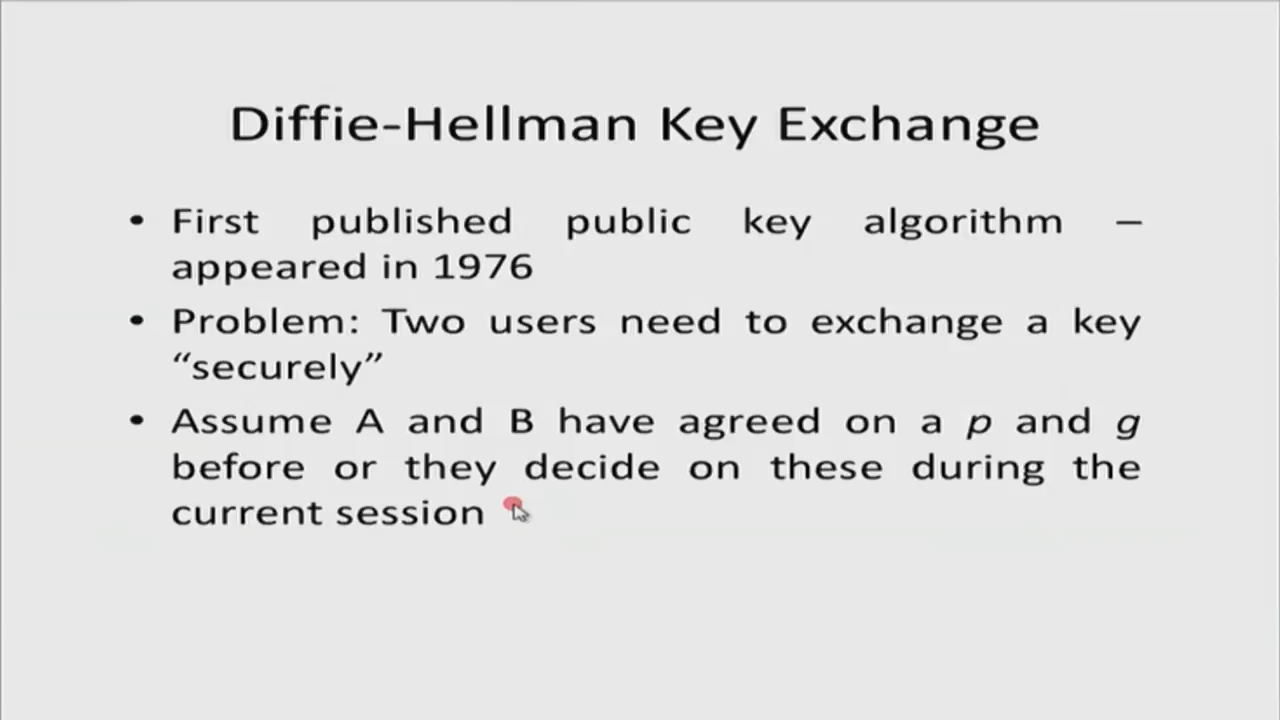 Diffie-Hellman Key Exchange
• First published public key algorithm –
appeared in 1976
• Problem: Two users need to exchange a key
“securely”
• Assume A and B have agreed on a p and g
before or they decide on these during the
current session